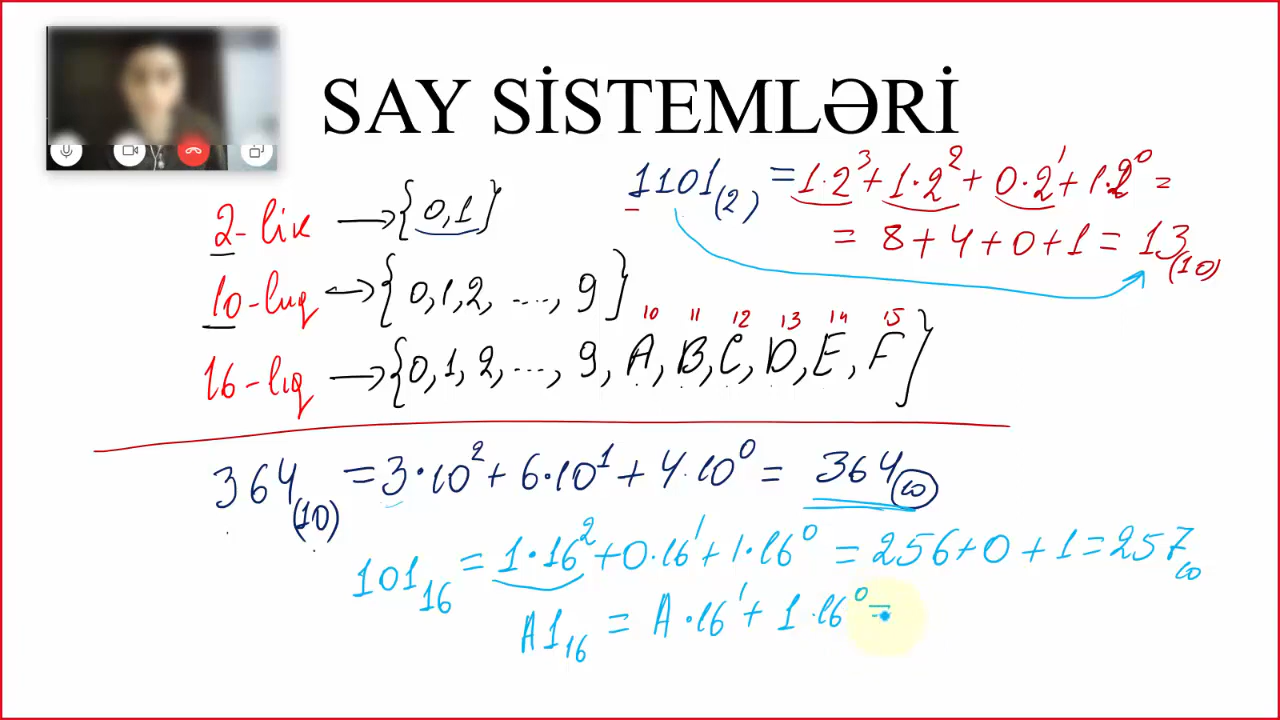 SAY SİSTEMLƏRİ
1101(2) = 1·2³ + 1·2² + 0·2¹ + 1·2⁰ =
= 8 + 4 + 0 + 1 = 13(10)
2-lik → {0,1}
10-luq → {0,1,2, ...., 9}
10 11 12 13 14 15
16-lıq → {0,1,2,...,9,A,B,C,D,E,F}
364(10) = 3·10² + 6·10¹ + 4·10⁰ = 364(10)
101₁₆ = 1·16² + 0·16¹ + 1·16⁰ = 256 + 0 + 1 = 257₁₀
A1₁₆ = A·16¹ + 1·16⁰ =